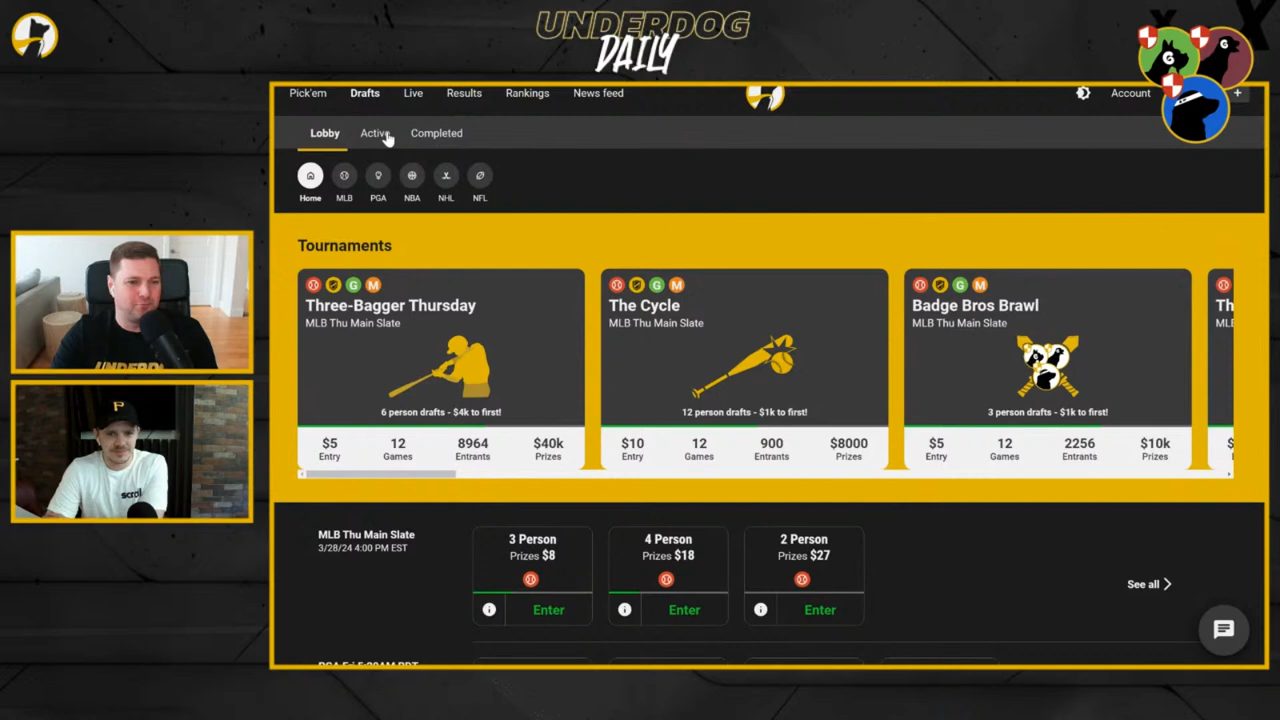 UNDERDOG
DAILY
Pick'em Drafts Live Results Rankings News feed Account +
Lobby Active Completed
Home MLB PGA NBA NHL NFL
Tournaments
G M
Three-Bagger Thursday
MLB Thu Main Slate
6 person drafts - $4k to first!
$5 12 8964 $40k
Entry Games Entrants Prizes
G M
The Cycle
MLB Thu Main Slate
12 person drafts - $1k to first!
$10 12 900 $8000
Entry Games Entrants Prizes
G M
Badge Bros Brawl
MLB Thu Main Slate
3 person drafts - $1k to first!
$5 12 2256 $10k
Entry Games Entrants Prizes
Th
MLB Thu Main Slate
3/28/24 4:00 PM EST
3 Person
Prizes $8
Enter
4 Person
Prizes $18
Enter
2 Person
Prizes $27
Enter
See all
G
G
P